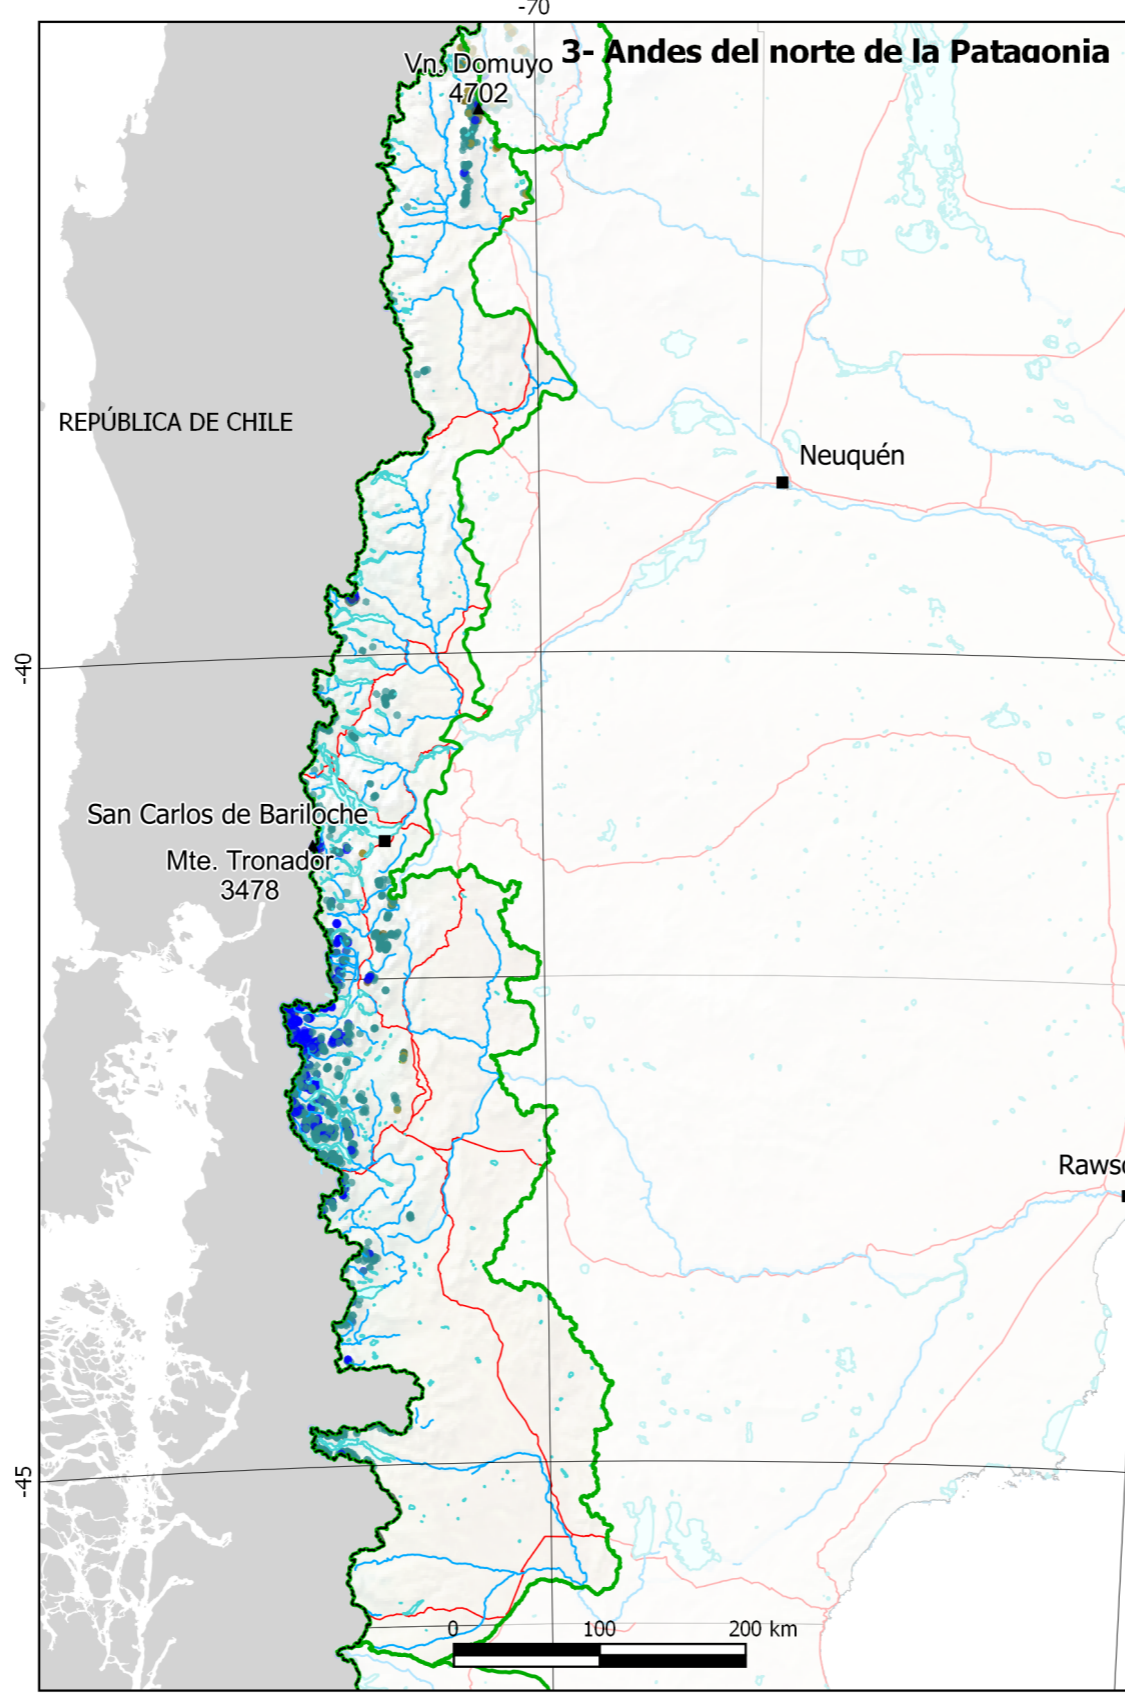 -70
3- Andes del norte de la Patagonia
Vn. Domuyo
4702
REPÚBLICA DE CHILE
Neuquén
-40
San Carlos de Bariloche
Mte. Tronador
3478
Rawso
-45
0 100 200 km